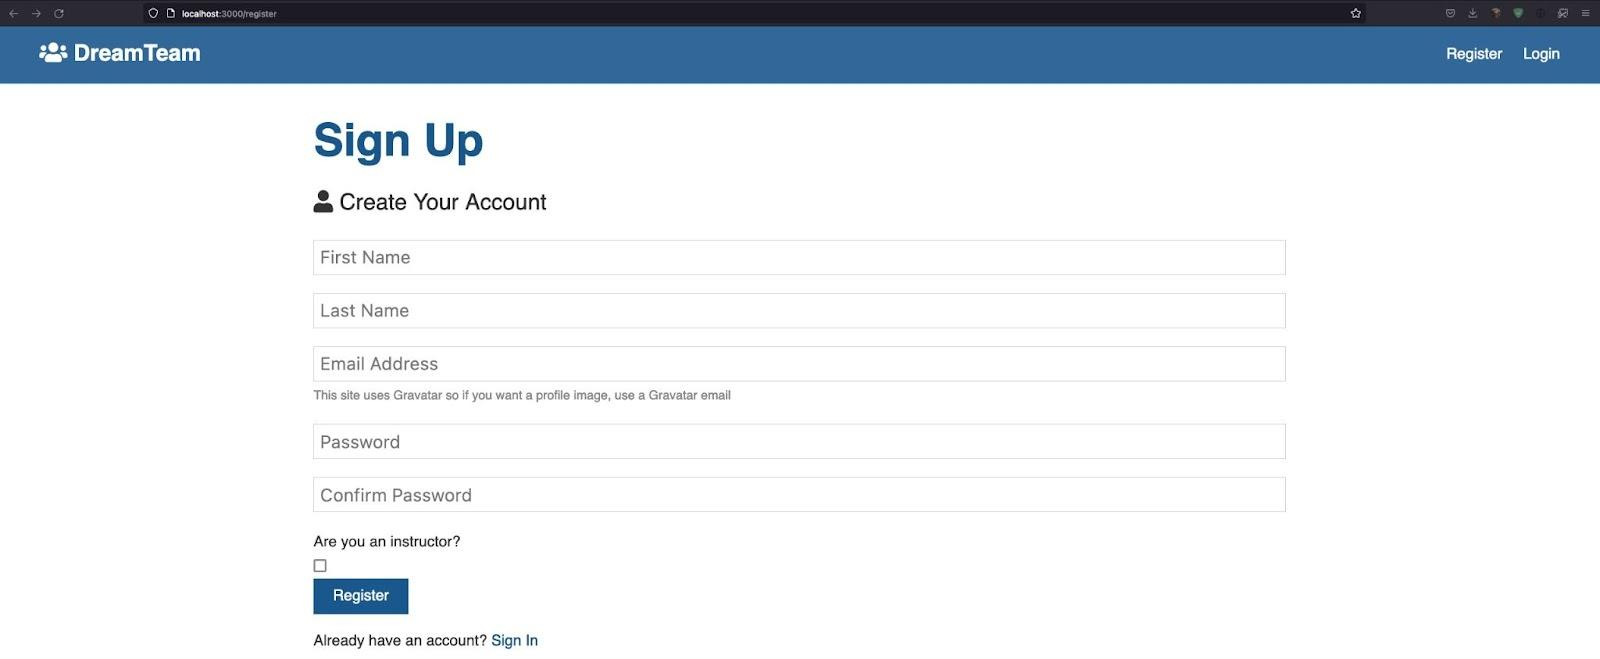 localhost:3000/register
DreamTeam
Register Login
Sign Up
Create Your Account
First Name
Last Name
Email Address
This site uses Gravatar so if you want a profile image, use a Gravatar email
Password
Confirm Password
Are you an instructor?
Register
Already have an account? Sign In